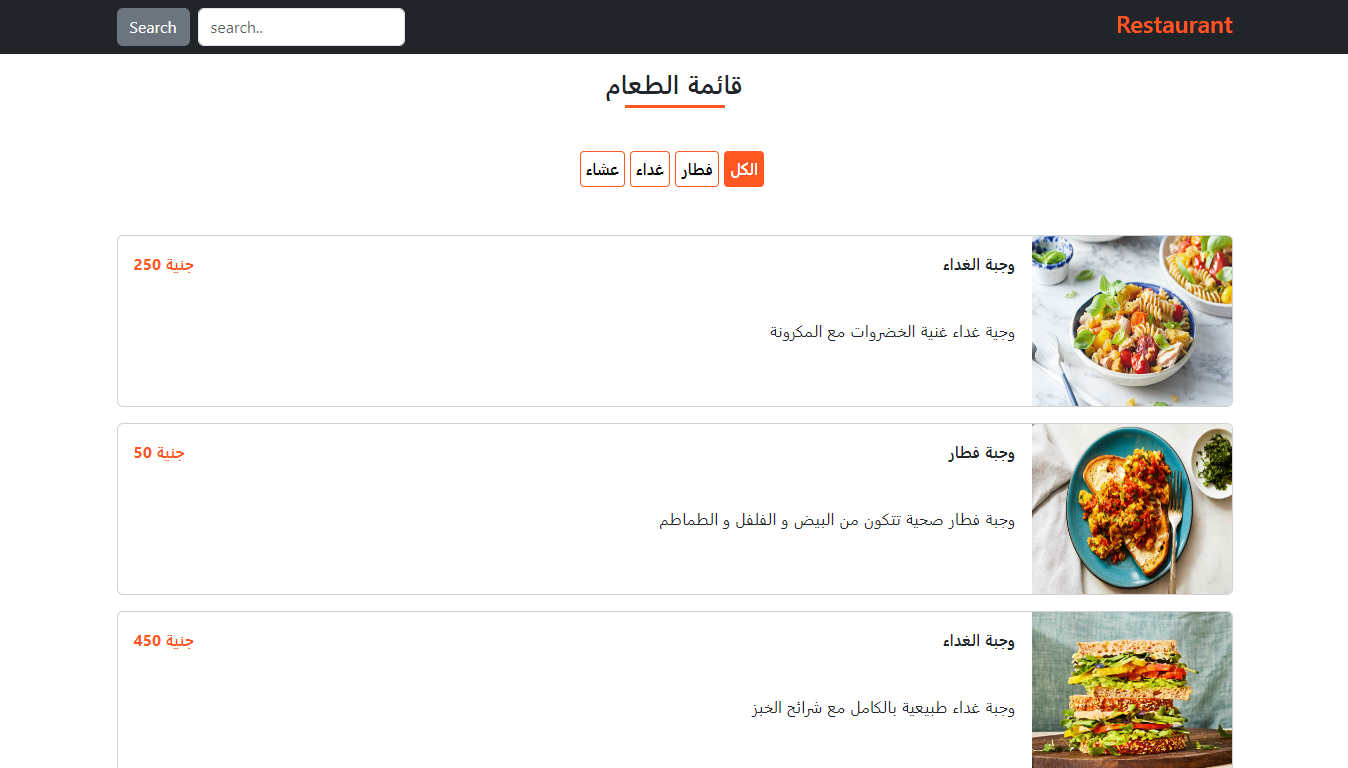 Restaurant
search..
Search
قائمة الطعام
الكل
فطار
غداء
عشاء
وجبة الغداء
250 جنية
وجية غداء غنية الخضروات مع المكرونة
وجبة فطار
50 جنية
وجبة فطار صحية تتكون من البيض و الفلفل و الطماطم
وجبة الغداء
450 جنية
وجبة غداء طبيعية بالكامل مع شرائح الخبز